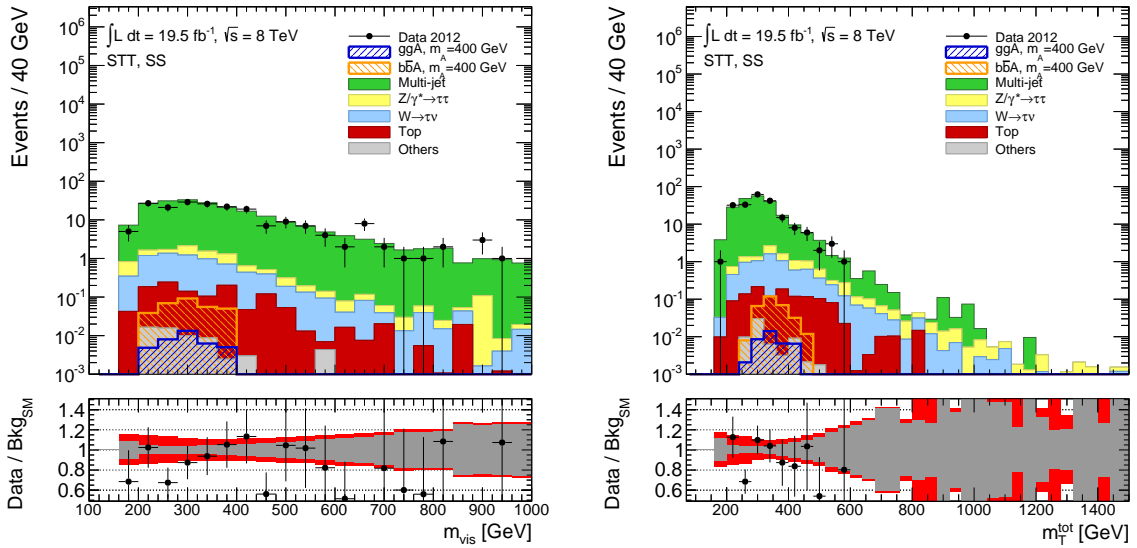 ∫L dt = 19.5 fb⁻¹, √s = 8 TeV
STT, SS
Data 2012
ggA, m_A=400 GeV
bb̄A, m_A=400 GeV
Multi-jet
Z/γ*→ττ
W→τν
Top
Others
Events / 40 GeV
10⁶
10⁵
10⁴
10³
10²
10
1
10⁻¹
10⁻²
10⁻³
100 200 300 400 500 600 700 800 900 1000
Data / Bkg_SM
1.4
1.2
1.0
0.8
0.6
m_vis [GeV]
∫L dt = 19.5 fb⁻¹, √s = 8 TeV
STT, SS
Data 2012
ggA, m_A=400 GeV
bb̄A, m_A=400 GeV
Multi-jet
Z/γ*→ττ
W→τν
Top
Others
Events / 40 GeV
10⁶
10⁵
10⁴
10³
10²
10
1
10⁻¹
10⁻²
10⁻³
200 400 600 800 1000 1200 1400
Data / Bkg_SM
1.4
1.2
1.0
0.8
0.6
m_T^tot [GeV]